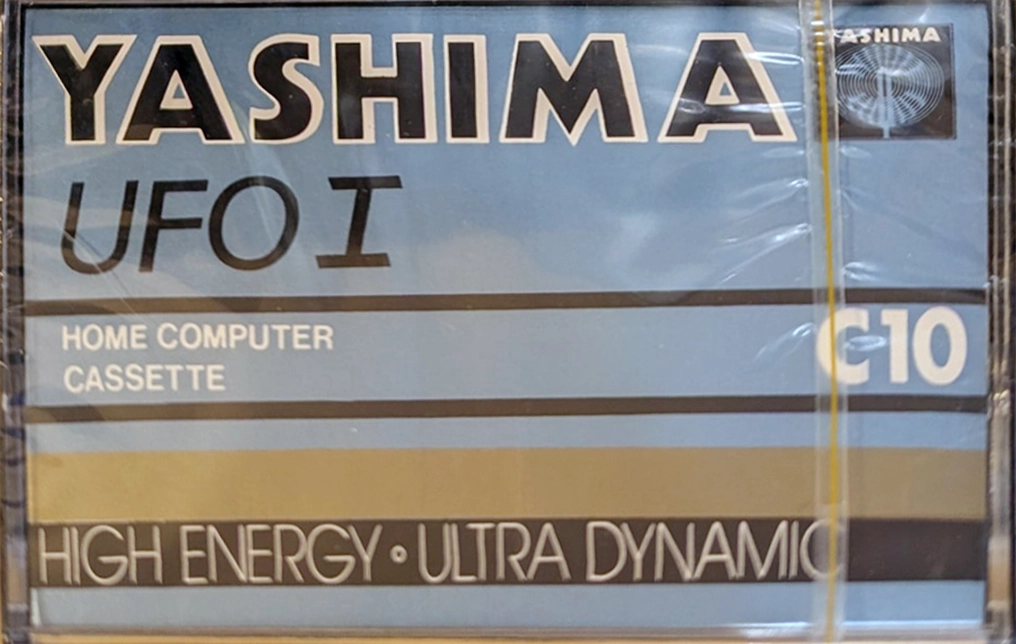 YASHIMA
YASHIMA
UFO I
HOME COMPUTER
CASSETTE
C10
HIGH ENERGY • ULTRA DYNAMIC